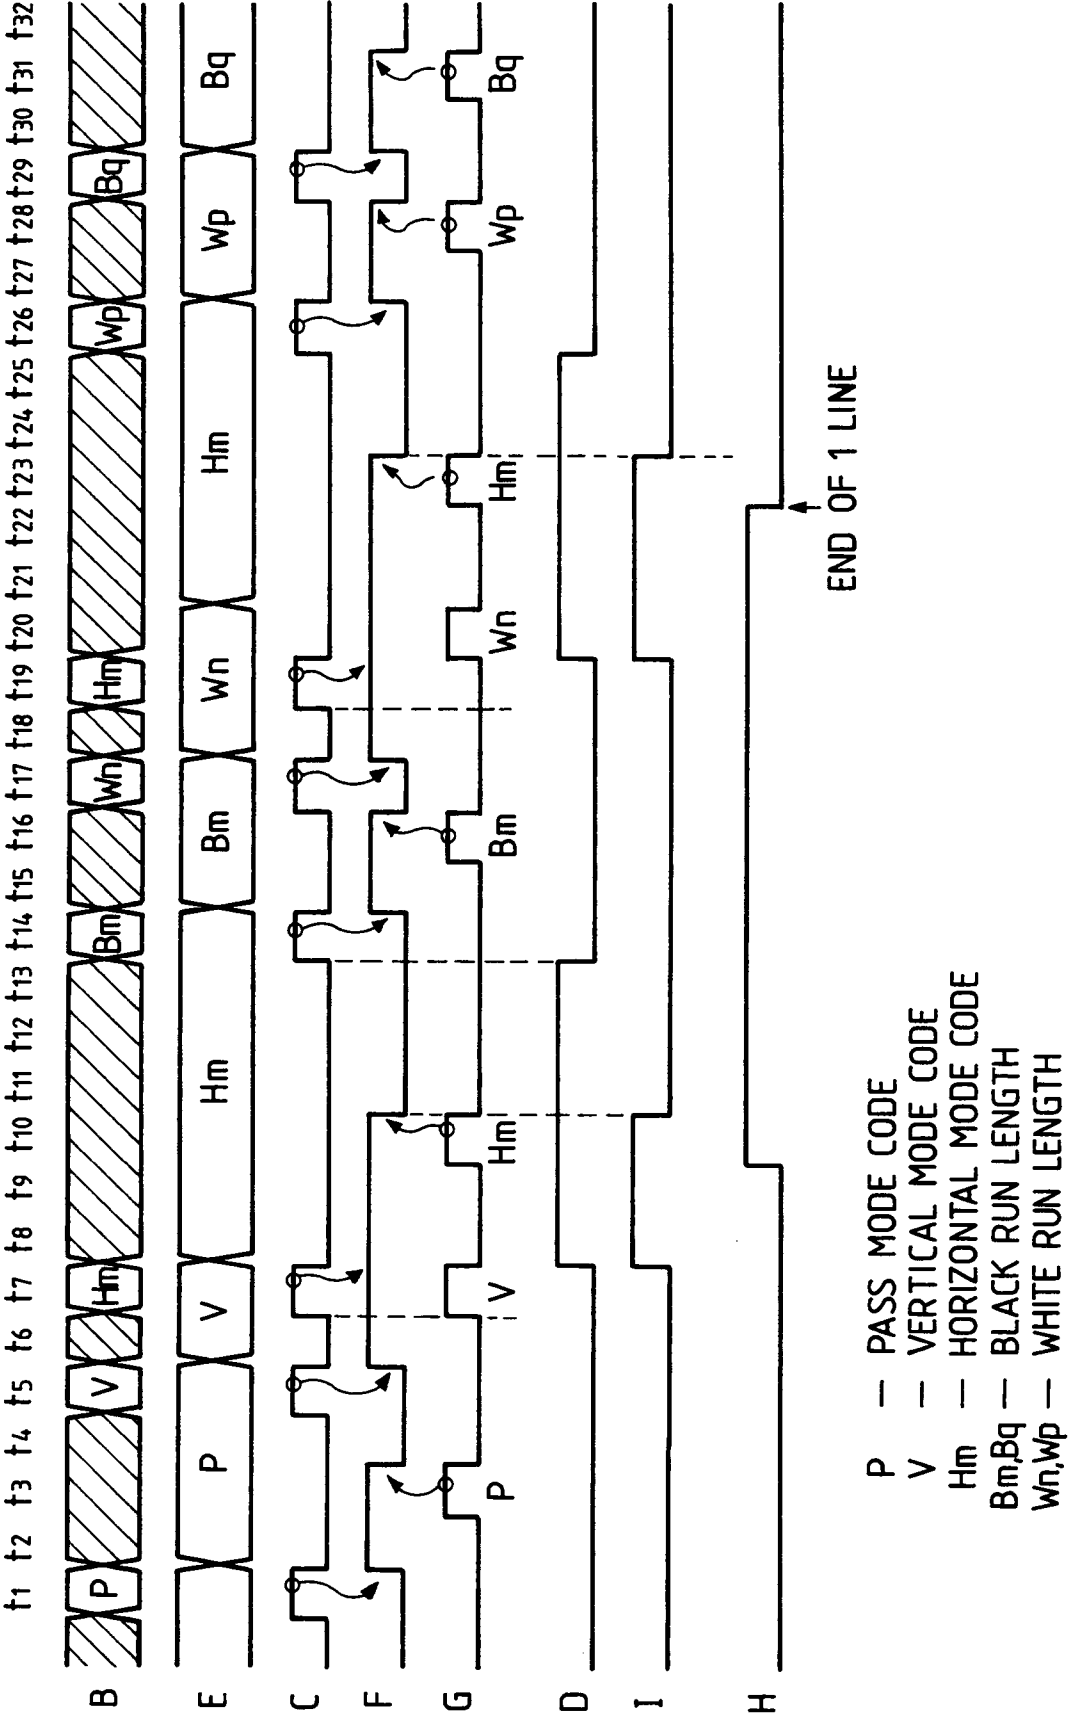 t1 t2 t3 t4 t5 t6 t7 t8 t9 t10 t11 t12 t13 t14 t15 t16 t17 t18 t19 t20 t21 t22 t23 t24 t25 t26 t27 t28 t29 t30 t31 t32
B P V Hm Bm Wn Hm Wp Bq
E P V Hm Bm Wn Hm Wp Bq
C
F
G P V Hm Bm Wn Hm Wp Bq
D
I
H
END OF 1 LINE
P — PASS MODE CODE
V — VERTICAL MODE CODE
Hm — HORIZONTAL MODE CODE
Bm,Bq — BLACK RUN LENGTH
Wn,Wp — WHITE RUN LENGTH